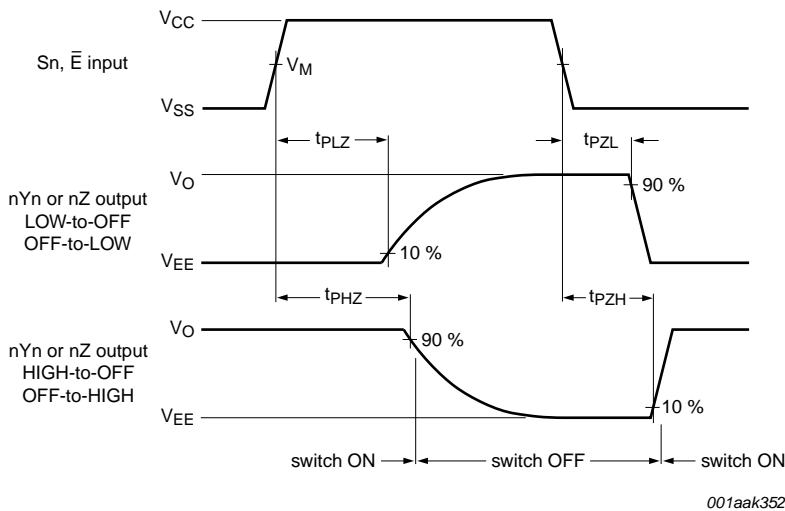 VCC
Sn, E̅ input
VM
VSS
tPLZ
tPZL
VO
nYn or nZ output
LOW-to-OFF
OFF-to-LOW
90 %
10 %
VEE
tPHZ
tPZH
VO
nYn or nZ output
HIGH-to-OFF
OFF-to-HIGH
90 %
10 %
VEE
switch ON
switch OFF
switch ON
001aak352